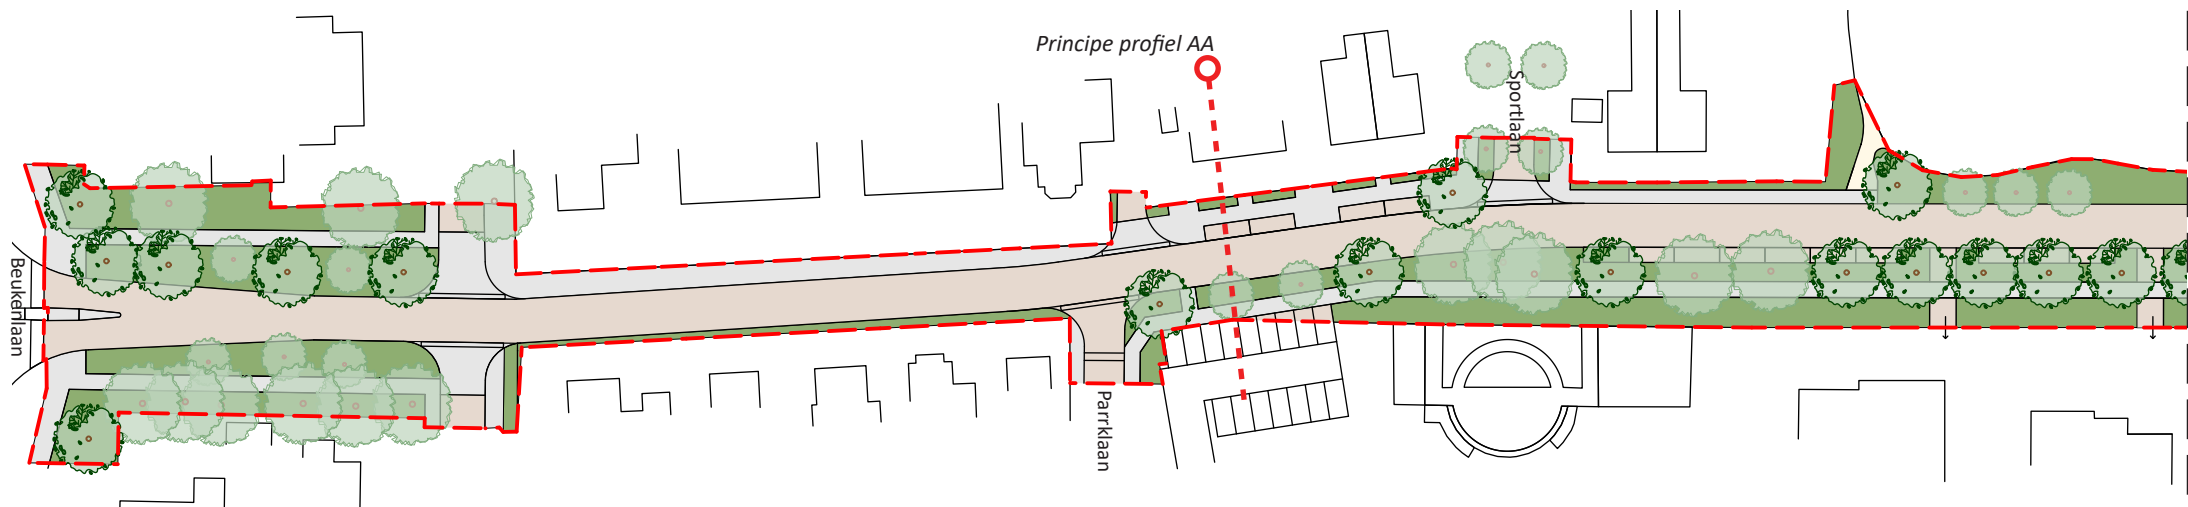 Principe profiel AA
Sportlaan
Beukenlaan
Parrklaan